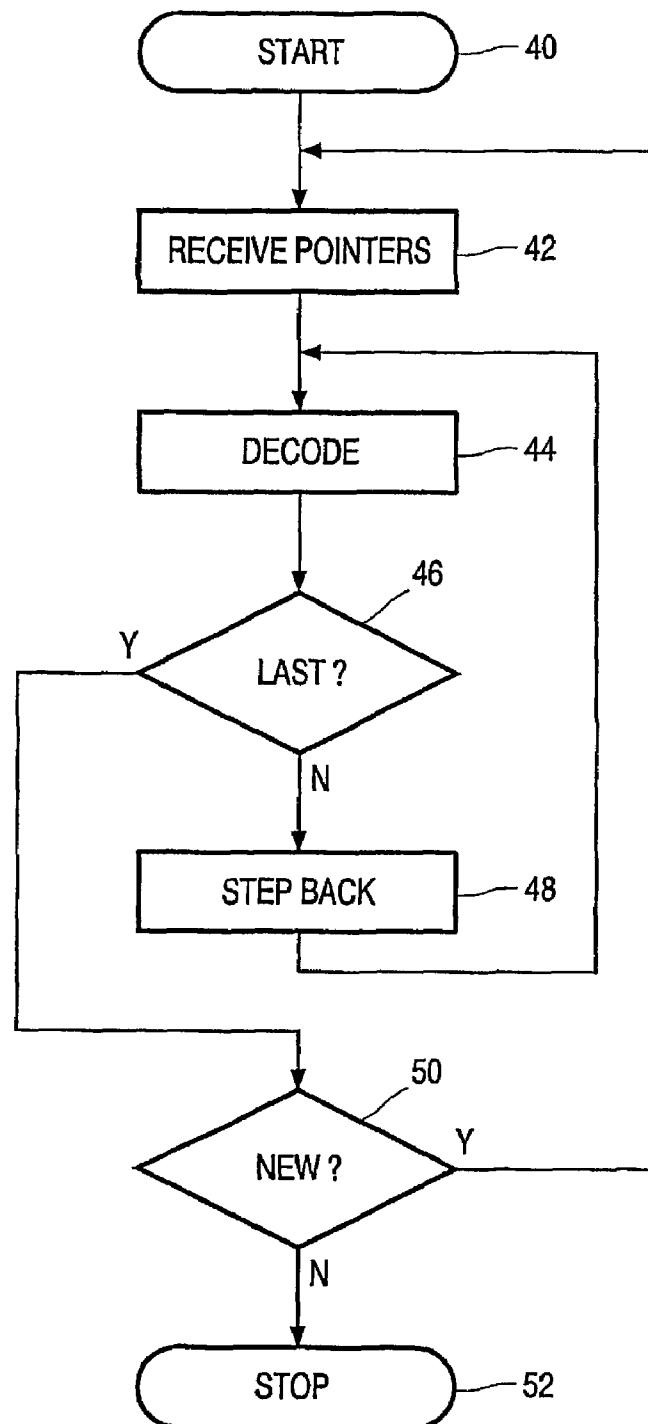 START 40
RECEIVE POINTERS 42
DECODE 44
46
Y
LAST ?
N
STEP BACK 48
50
Y
NEW ?
N
STOP 52